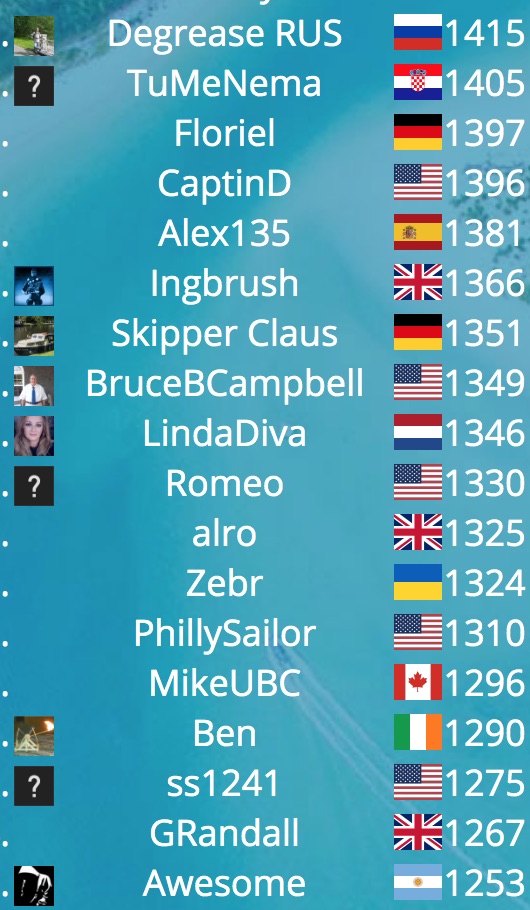 . Degrease RUS 1415
. ? TuMeNema 1405
. Floriel 1397
. CaptinD 1396
. Alex135 1381
. Ingbrush 1366
. Skipper Claus 1351
. BruceBCampbell 1349
. LindaDiva 1346
. ? Romeo 1330
. alro 1325
. Zebr 1324
. PhillySailor 1310
. MikeUBC 1296
. Ben 1290
. ? ss1241 1275
. GRandall 1267
. Awesome 1253